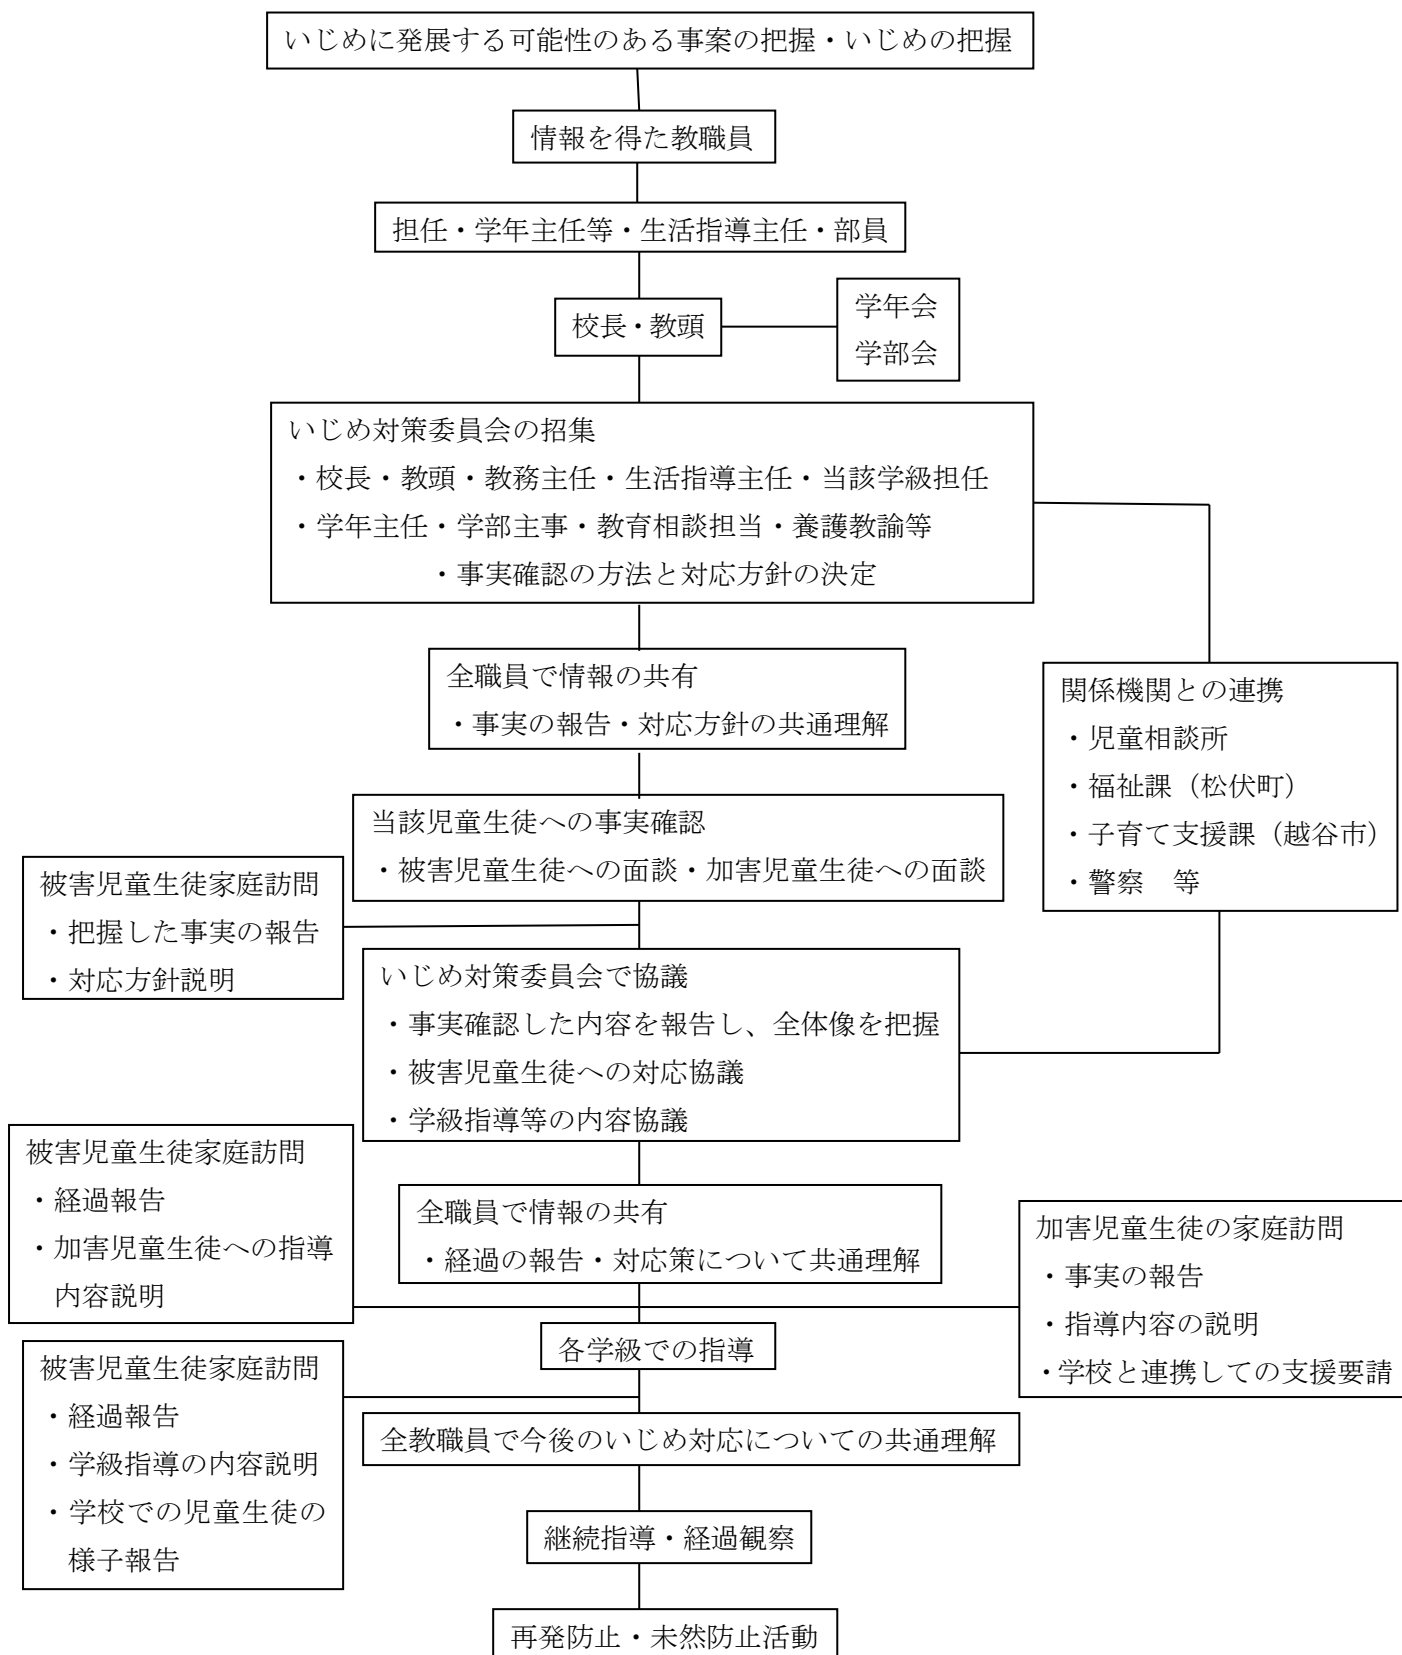 いじめに発展する可能性のある事案の把握・いじめの把握
情報を得た教職員
担任・学年主任等・生活指導主任・部員
校長・教頭
学年会
学部会
いじめ対策委員会の招集
・校長・教頭・教務主任・生活指導主任・当該学級担任
・学年主任・学部主事・教育相談担当・養護教諭等
・事実確認の方法と対応方針の決定
全職員で情報の共有
・事実の報告・対応方針の共通理解
関係機関との連携
・児童相談所
・福祉課（松伏町）
・子育て支援課（越谷市）
・警察　等
当該児童生徒への事実確認
・被害児童生徒への面談・加害児童生徒への面談
被害児童生徒家庭訪問
・把握した事実の報告
・対応方針説明
いじめ対策委員会で協議
・事実確認した内容を報告し、全体像を把握
・被害児童生徒への対応協議
・学級指導等の内容協議
被害児童生徒家庭訪問
・経過報告
・加害児童生徒への指導
内容説明
全職員で情報の共有
・経過の報告・対応策について共通理解
加害児童生徒の家庭訪問
・事実の報告
・指導内容の説明
・学校と連携しての支援要請
各学級での指導
被害児童生徒家庭訪問
・経過報告
・学級指導の内容説明
・学校での児童生徒の
様子報告
全教職員で今後のいじめ対応についての共通理解
継続指導・経過観察
再発防止・未然防止活動